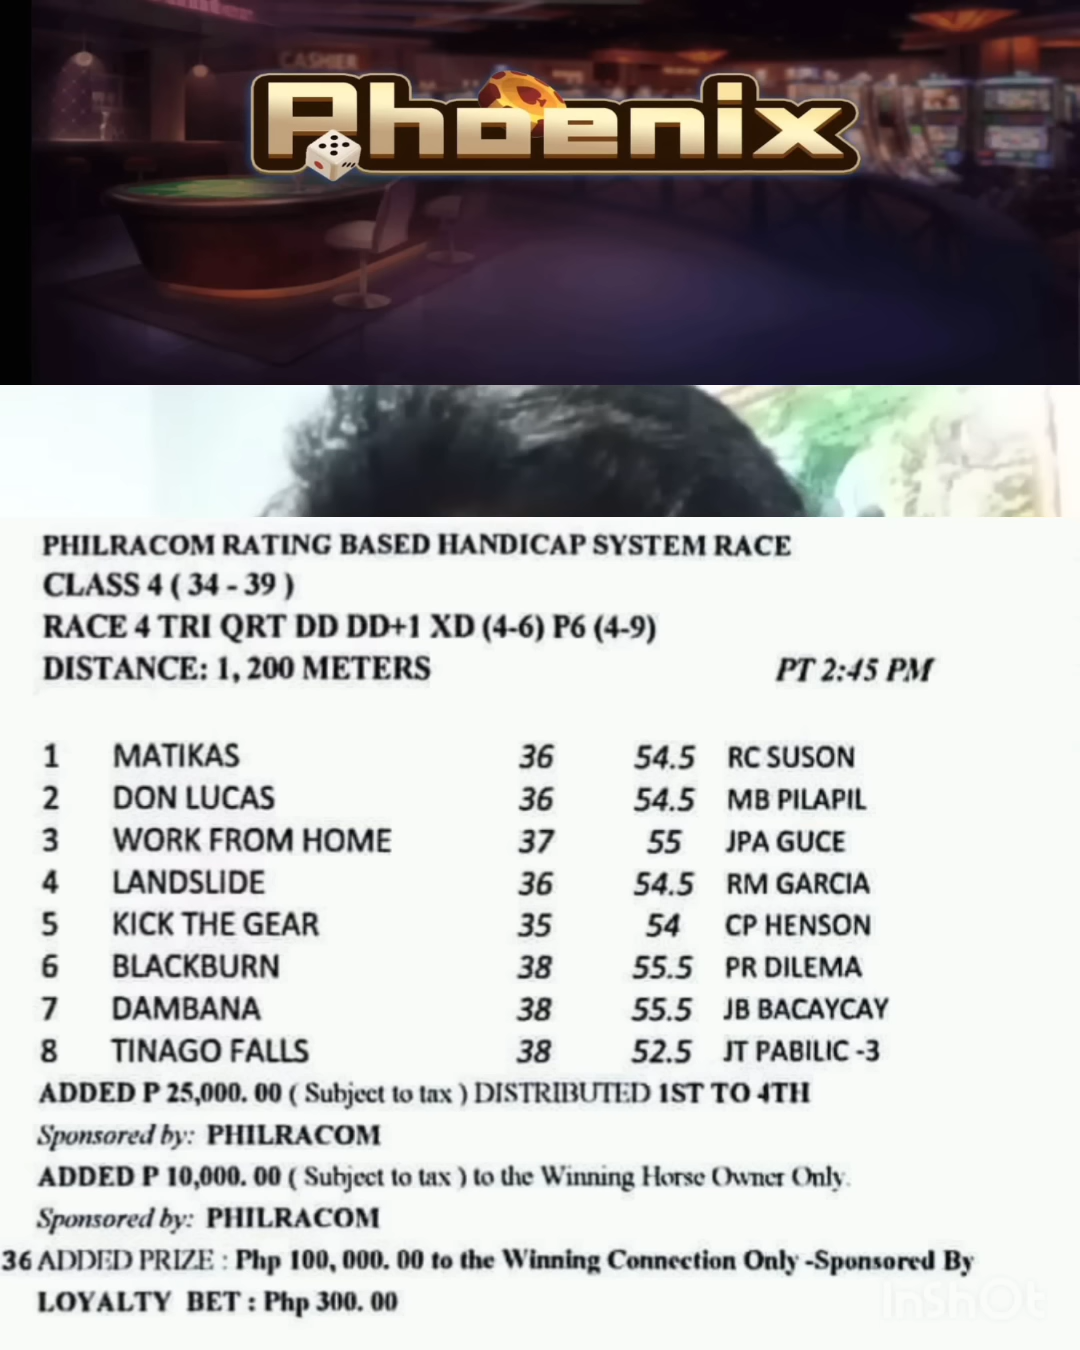 CASHIER
Phoenix
PHILRACOM RATING BASED HANDICAP SYSTEM RACE
CLASS 4 ( 34 - 39 )
RACE 4 TRI QRT DD DD+1 XD (4-6) P6 (4-9)
DISTANCE: 1, 200 METERS PT 2:45 PM
1 MATIKAS 36 54.5 RC SUSON
2 DON LUCAS 36 54.5 MB PILAPIL
3 WORK FROM HOME 37 55 JPA GUCE
4 LANDSLIDE 36 54.5 RM GARCIA
5 KICK THE GEAR 35 54 CP HENSON
6 BLACKBURN 38 55.5 PR DILEMA
7 DAMBANA 38 55.5 JB BACAYCAY
8 TINAGO FALLS 38 52.5 JT PABILIC -3
ADDED P 25,000. 00 ( Subject to tax ) DISTRIBUTED 1ST TO 4TH
Sponsored by: PHILRACOM
ADDED P 10,000. 00 ( Subject to tax ) to the Winning Horse Owner Only.
Sponsored by: PHILRACOM
36 ADDED PRIZE : Php 100, 000. 00 to the Winning Connection Only -Sponsored By
LOYALTY BET : Php 300. 00
InShOt